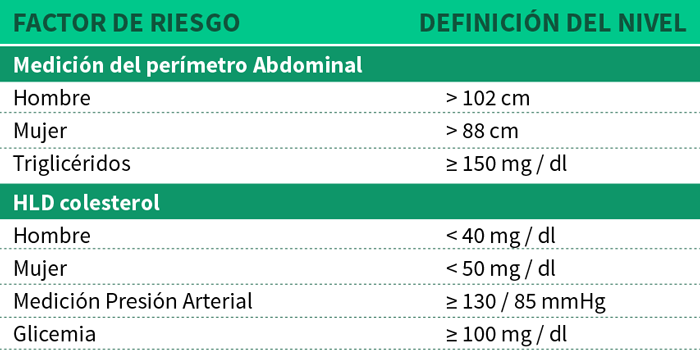 FACTOR DE RIESGO DEFINICIÓN DEL NIVEL
Medición del perímetro Abdominal
Hombre > 102 cm
Mujer > 88 cm
Triglicéridos ≥ 150 mg / dl
HLD colesterol
Hombre < 40 mg / dl
Mujer < 50 mg / dl
Medición Presión Arterial ≥ 130 / 85 mmHg
Glicemia ≥ 100 mg / dl